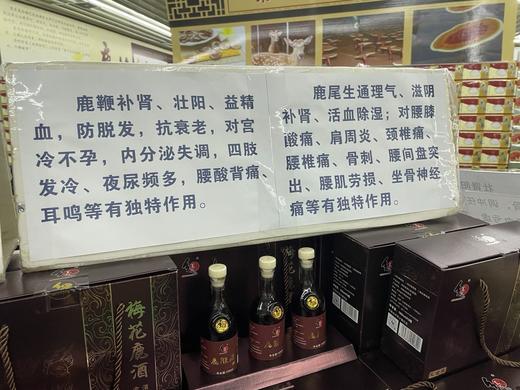 鹿鞭补肾、壮阳、益精
血，防脱发，抗衰老，对宫
冷不孕，内分泌失调，四肢
发冷、夜尿频多，腰酸背痛、
耳鸣等有独特作用。
鹿尾生通理气、滋阴
补肾、活血除湿；对腰膝
酸痛、肩周炎、颈椎痛、
腰椎痛、骨刺、腰间盘突
出、腰肌劳损、坐骨神经
痛等有独特作用。
梅花鹿酒